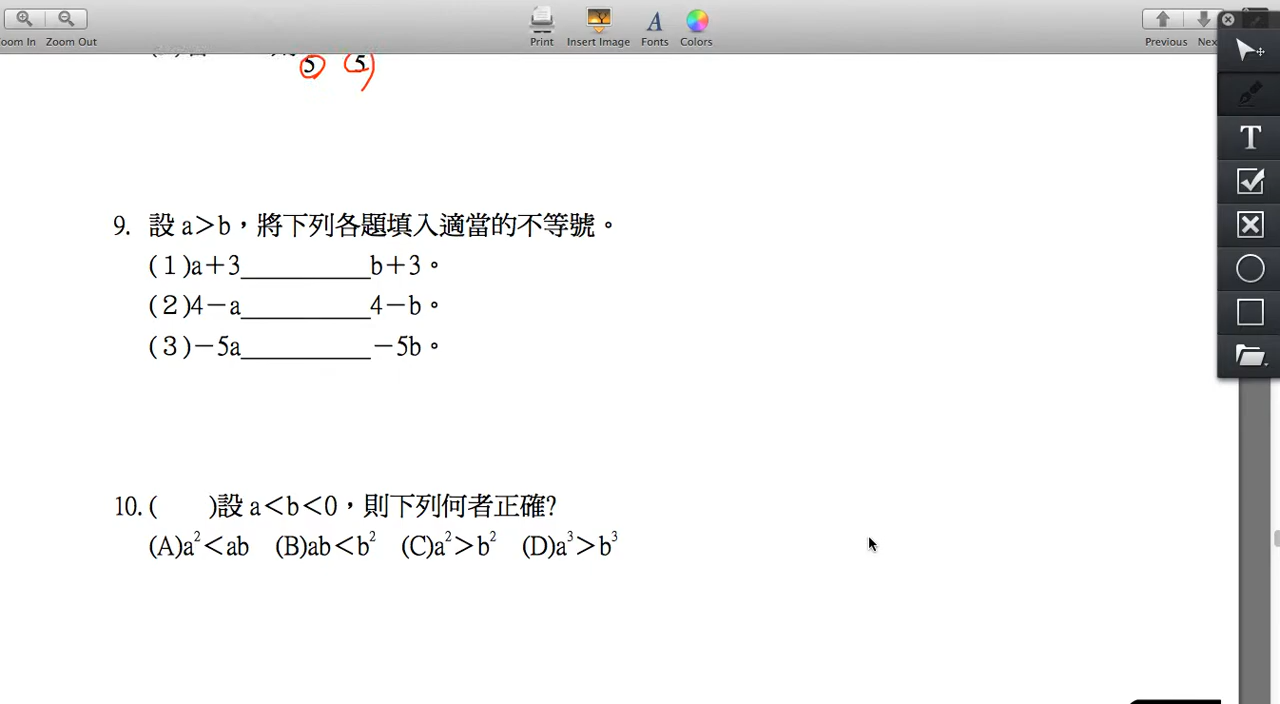 Zoom Out
Print
Insert Image
Fonts
Colors
Previous
5 5
9. 設 a＞b，將下列各題填入適當的不等號。
(１)a＋3__________b＋3。
(２)4－a__________4－b。
(３)－5a__________－5b。
10. (　　)設 a＜b＜0，則下列何者正確?
(A)a²＜ab (B)ab＜b² (C)a²＞b² (D)a³＞b³
T